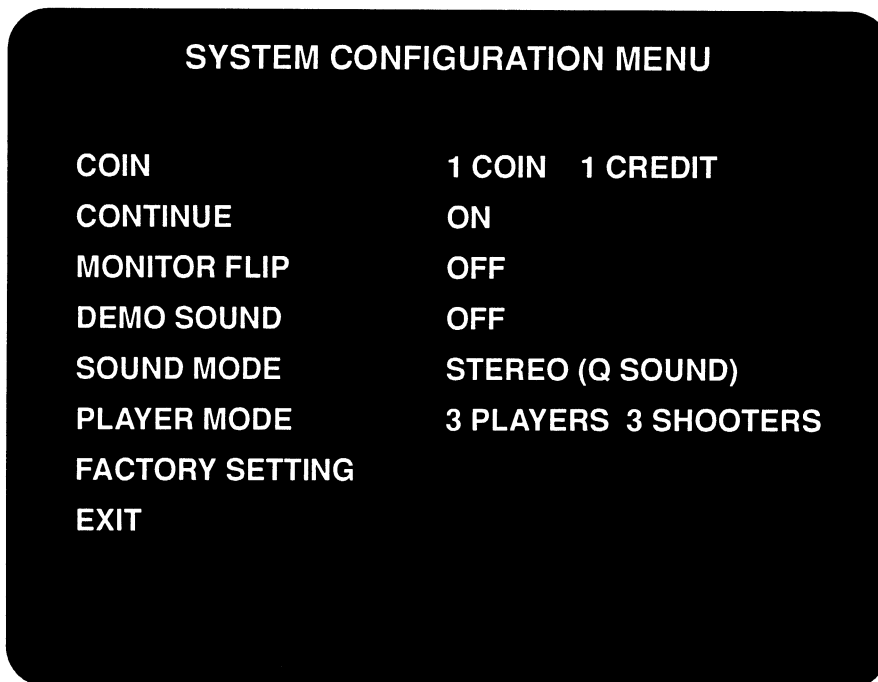 SYSTEM CONFIGURATION MENU
COIN 1 COIN 1 CREDIT
CONTINUE ON
MONITOR FLIP OFF
DEMO SOUND OFF
SOUND MODE STEREO (Q SOUND)
PLAYER MODE 3 PLAYERS 3 SHOOTERS
FACTORY SETTING
EXIT